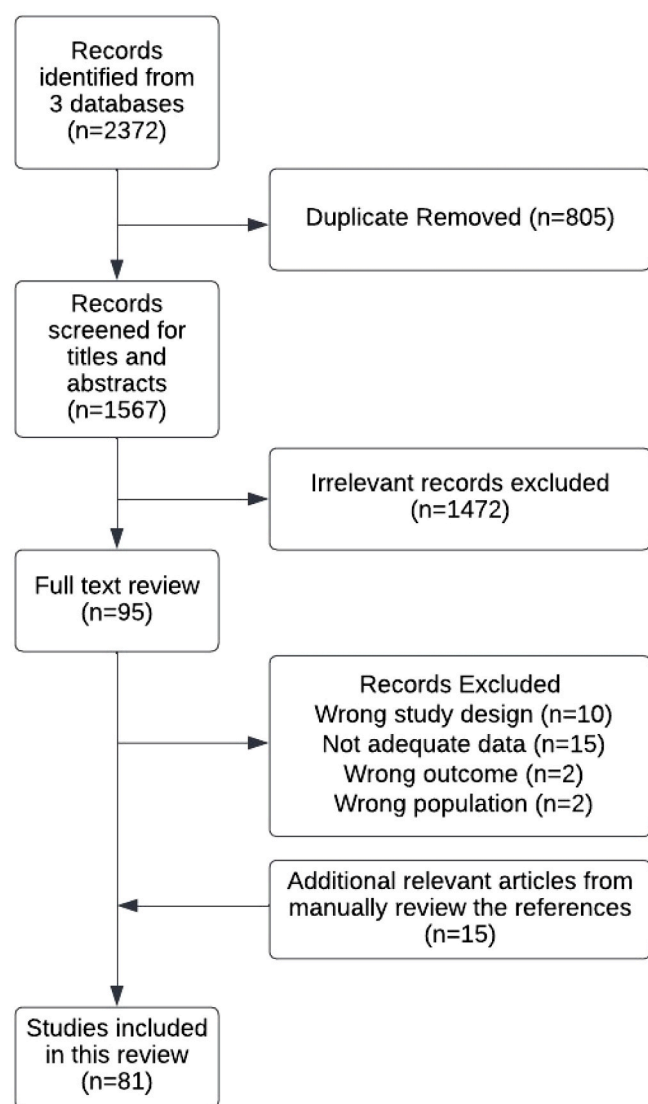 Records
identified from
3 databases
(n=2372)
Duplicate Removed (n=805)
Records
screened for
titles and
abstracts
(n=1567)
Irrelevant records excluded
(n=1472)
Full text review
(n=95)
Records Excluded
Wrong study design (n=10)
Not adequate data (n=15)
Wrong outcome (n=2)
Wrong population (n=2)
Additional relevant articles from
manually review the references
(n=15)
Studies included
in this review
(n=81)